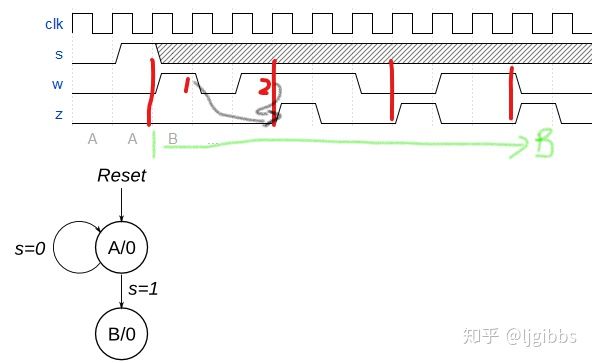 clk
s
w
1 2
z
A A B ... B
Reset
s=0 A/0
s=1
B/0
知乎 @ljgibbs